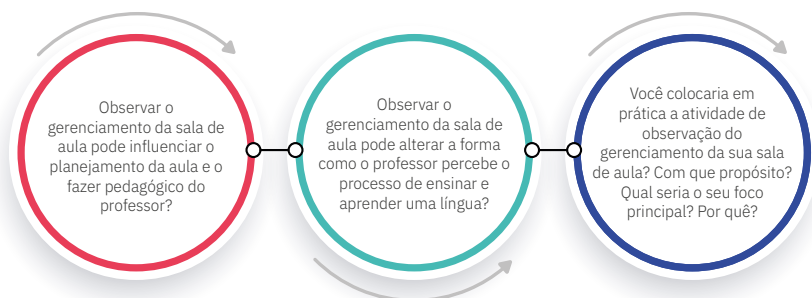 Observar o
gerenciamento da sala de
aula pode influenciar o
planejamento da aula e o
fazer pedagógico do
professor?
Observar o
gerenciamento da sala de
aula pode alterar a forma
como o professor percebe o
processo de ensinar e
aprender uma língua?
Você colocaria em
prática a atividade de
observação do
gerenciamento da sua sala
de aula? Com que propósito?
Qual seria o seu foco
principal? Por quê?